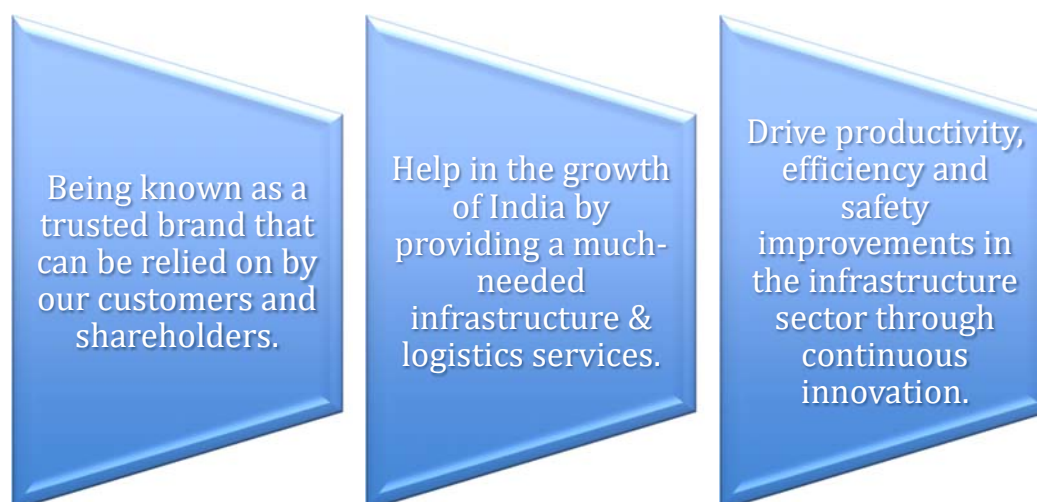 Being known as a
trusted brand that
can be relied on by
our customers and
shareholders.
Help in the growth
of India by
providing a much-
needed
infrastructure &
logistics services.
Drive productivity,
efficiency and
safety
improvements in
the infrastructure
sector through
continuous
innovation.